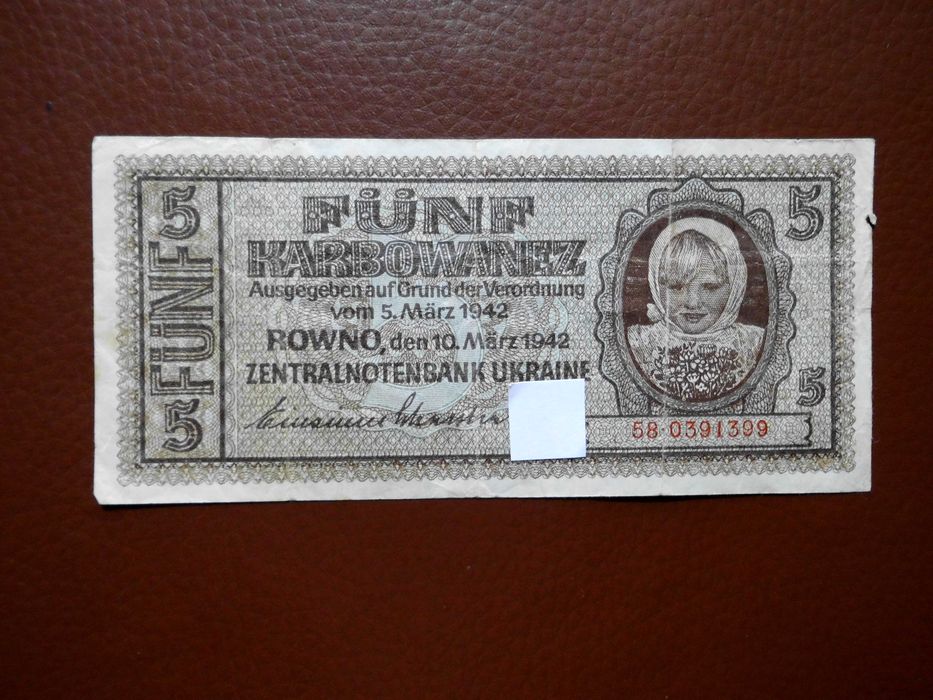 5 FÜNF 5
FÜNF
KARBOWANEZ
Ausgegeben auf Grund der Verordnung
vom 5. März 1942
ROWNO, den 10. März 1942
ZENTRALNOTENBANK UKRAINE
5
5
58·0391399